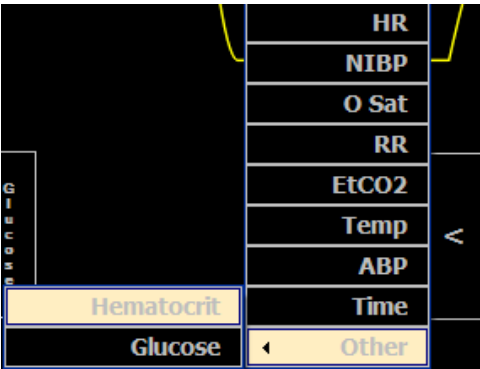 HR
NIBP
O Sat
RR
EtCO2
Temp
ABP
Time
Other
Hematocrit
Glucose
Glucose
<